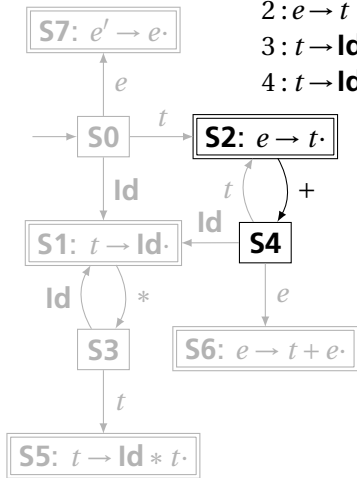 2 : e → t
S7: e′ → e·
3 : t → Id
4 : t → Id
e
S0
t
S2: e → t·
Id
t
+
S1: t → Id·
Id
S4
Id
*
e
S3
S6: e → t + e·
t
S5: t → Id * t·